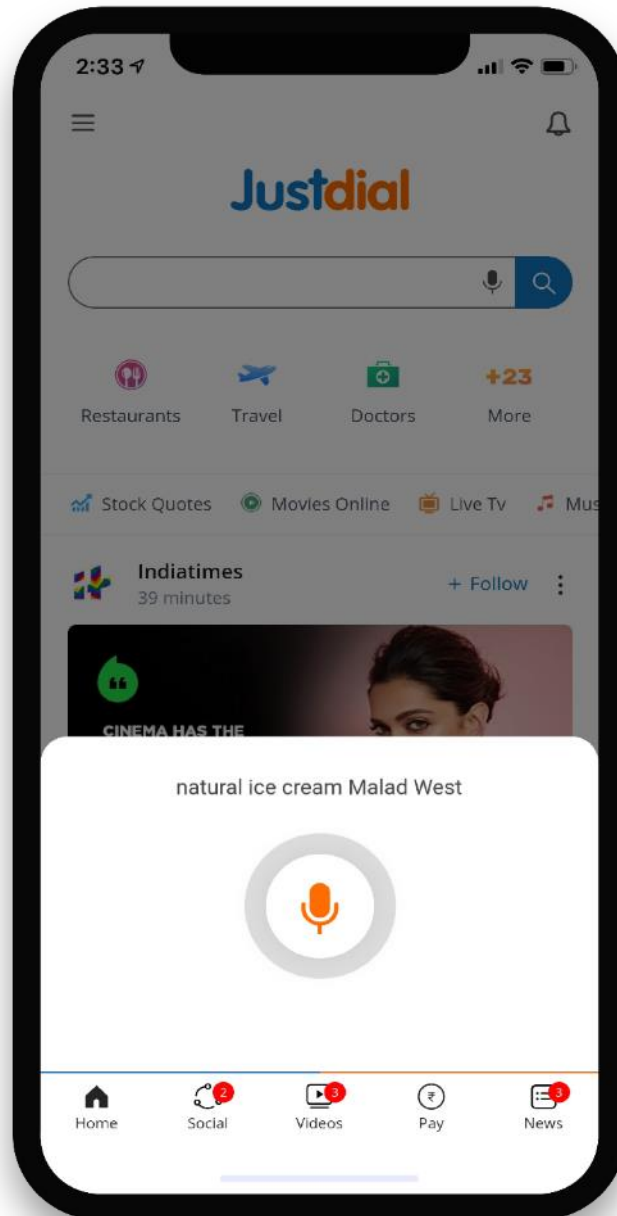 2:33
Justdial
Restaurants Travel Doctors +23 More
Stock Quotes Movies Online Live Tv Mus
Indiatimes
39 minutes
+ Follow
CINEMA HAS THE
natural ice cream Malad West
2 3 3
Home Social Videos Pay News